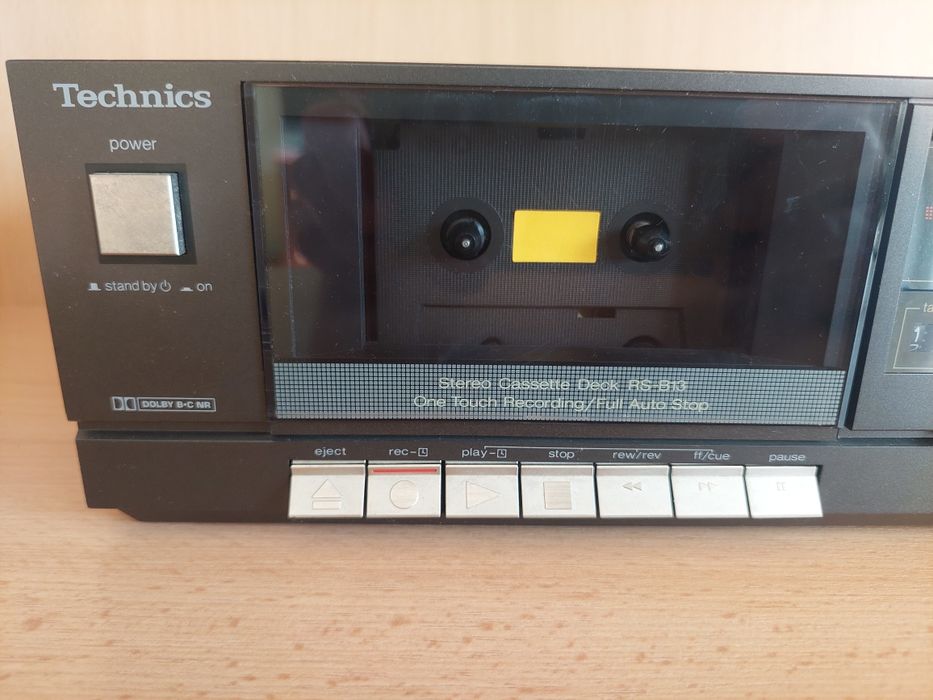 Technics
power
stand by ⏻ on
DOLBY B•C NR
Stereo Cassette Deck RS-B13
One Touch Recording/Full Auto Stop
eject rec- play- stop rew/rev ff/cue pause